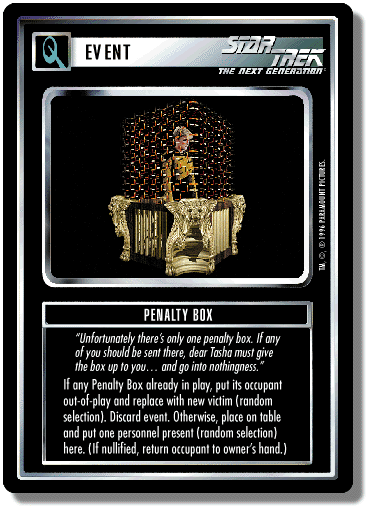 EVENT
STAR TREK
THE NEXT GENERATION
TM, ©, ® 1996 PARAMOUNT PICTURES.
PENALTY BOX
“Unfortunately there's only one penalty box. If any
of you should be sent there, dear Tasha must give
the box up to you… and go into nothingness.”
If any Penalty Box already in play, put its occupant
out-of-play and replace with new victim (random
selection). Discard event. Otherwise, place on table
and put one personnel present (random selection)
here. (If nullified, return occupant to owner's hand.)